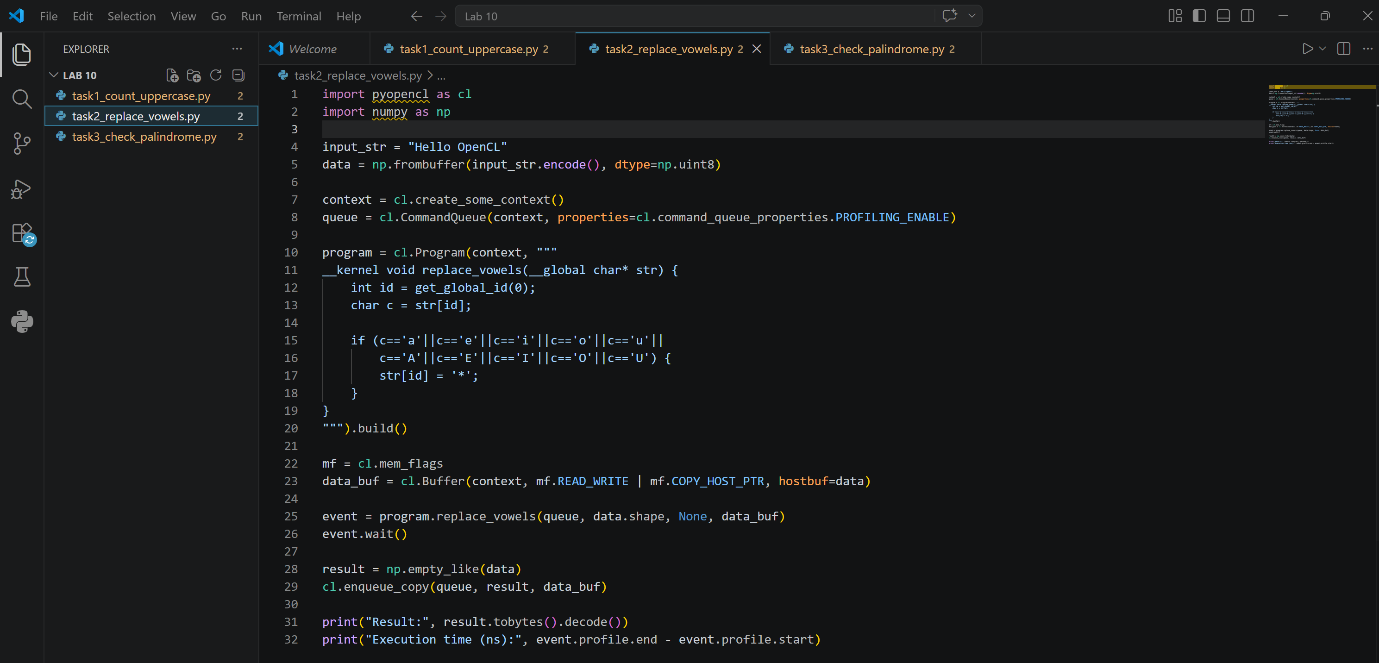 File Edit Selection View Go Run Terminal Help Lab 10
EXPLORER
LAB 10
task1_count_uppercase.py 2
task2_replace_vowels.py 2
task3_check_palindrome.py 2
Welcome task1_count_uppercase.py 2 task2_replace_vowels.py 2 task3_check_palindrome.py 2
task2_replace_vowels.py > ...
1 import pyopencl as cl
2 import numpy as np
3
4 input_str = "Hello OpenCL"
5 data = np.frombuffer(input_str.encode(), dtype=np.uint8)
6
7 context = cl.create_some_context()
8 queue = cl.CommandQueue(context, properties=cl.command_queue_properties.PROFILING_ENABLE)
9
10 program = cl.Program(context, """
11 __kernel void replace_vowels(__global char* str) {
12     int id = get_global_id(0);
13     char c = str[id];
14
15     if (c=='a'||c=='e'||c=='i'||c=='o'||c=='u'||
16         c=='A'||c=='E'||c=='I'||c=='O'||c=='U') {
17         str[id] = '*';
18     }
19 }
20 """).build()
21
22 mf = cl.mem_flags
23 data_buf = cl.Buffer(context, mf.READ_WRITE | mf.COPY_HOST_PTR, hostbuf=data)
24
25 event = program.replace_vowels(queue, data.shape, None, data_buf)
26 event.wait()
27
28 result = np.empty_like(data)
29 cl.enqueue_copy(queue, result, data_buf)
30
31 print("Result:", result.tobytes().decode())
32 print("Execution time (ns):", event.profile.end - event.profile.start)